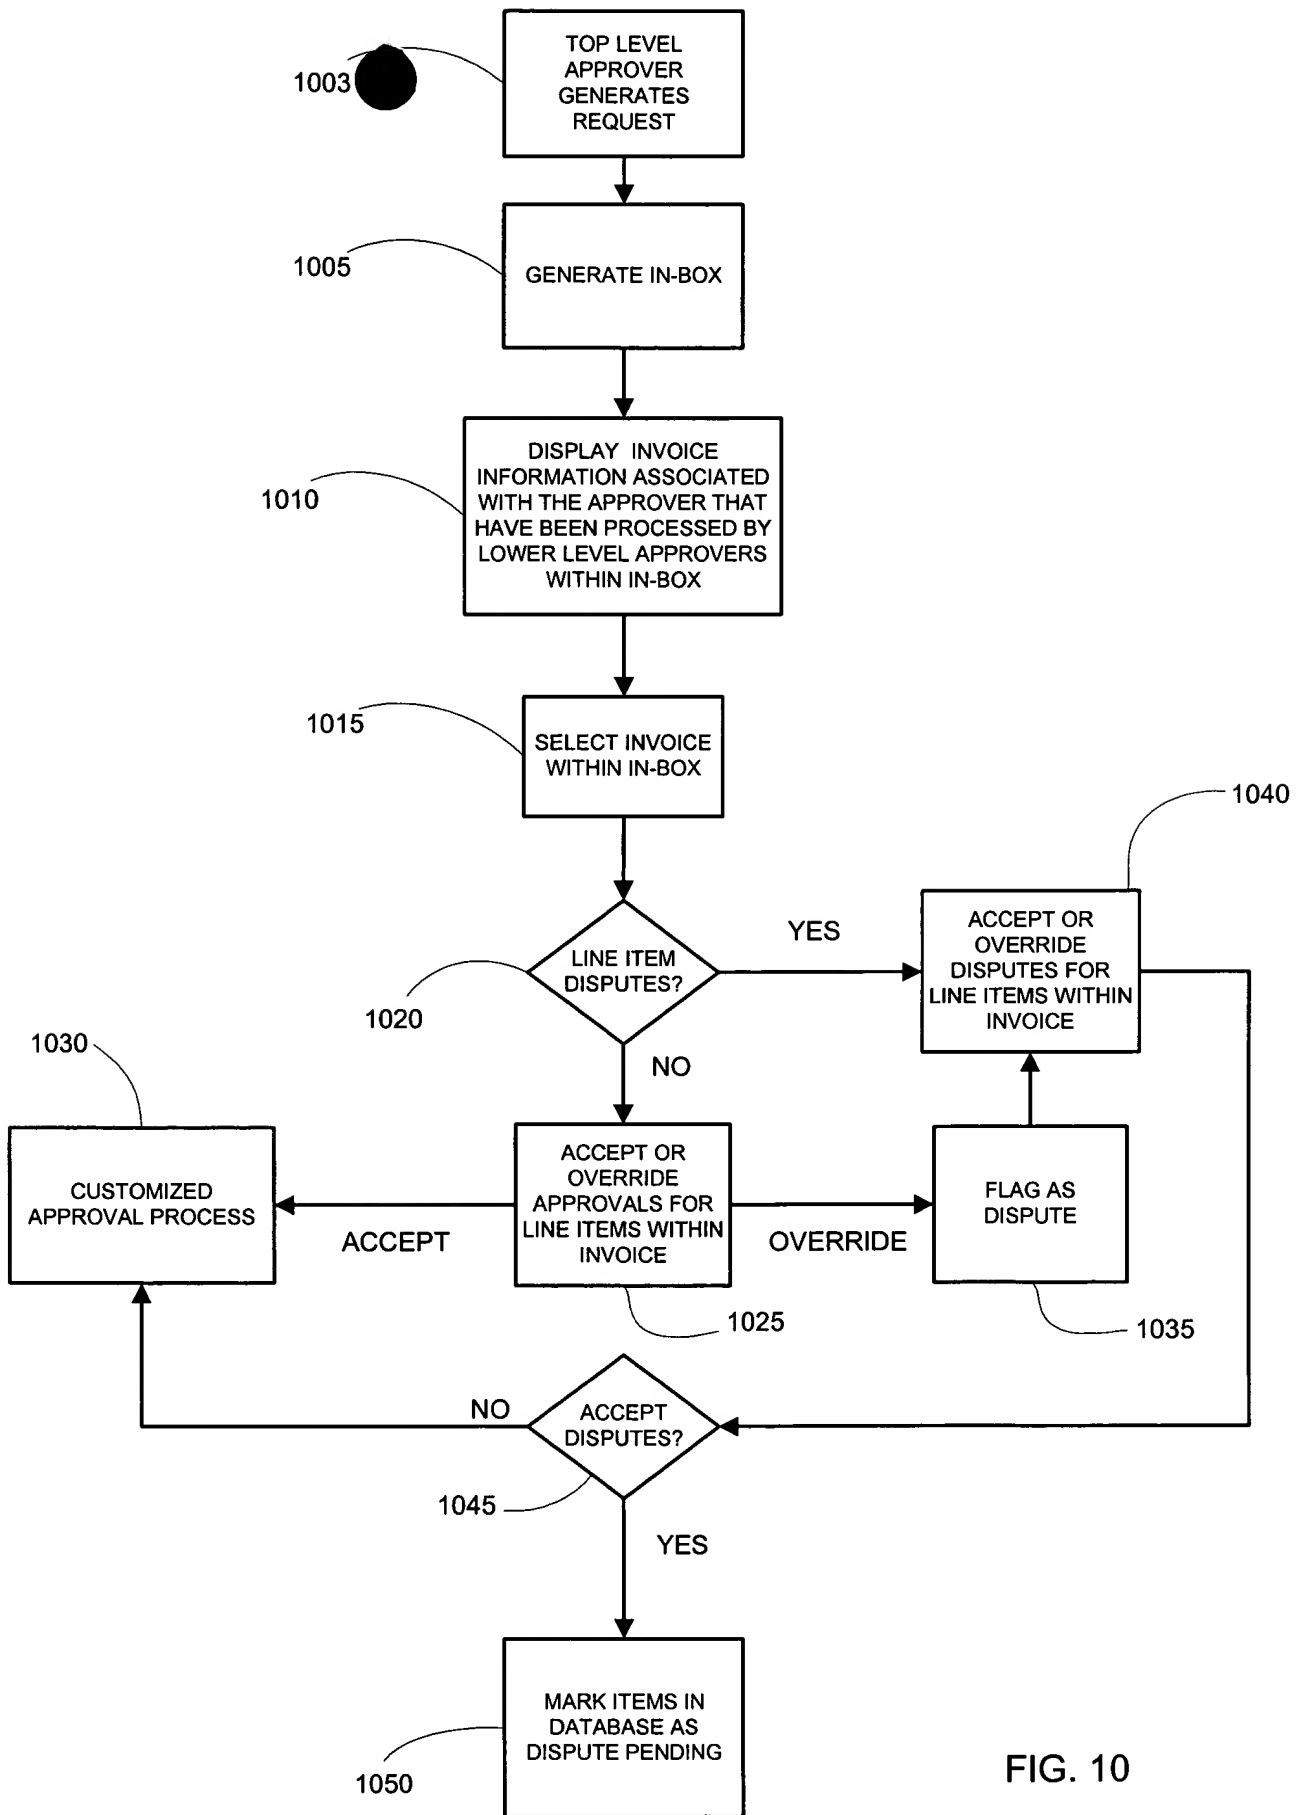 TOP LEVEL
APPROVER
GENERATES
REQUEST
1003
GENERATE IN-BOX
1005
DISPLAY INVOICE
INFORMATION ASSOCIATED
WITH THE APPROVER THAT
HAVE BEEN PROCESSED BY
LOWER LEVEL APPROVERS
WITHIN IN-BOX
1010
SELECT INVOICE
WITHIN IN-BOX
1015
LINE ITEM
DISPUTES?
1020
YES
NO
ACCEPT OR
OVERRIDE
DISPUTES FOR
LINE ITEMS WITHIN
INVOICE
1040
1030
CUSTOMIZED
APPROVAL PROCESS
ACCEPT
ACCEPT OR
OVERRIDE
APPROVALS FOR
LINE ITEMS WITHIN
INVOICE
1025
OVERRIDE
FLAG AS
DISPUTE
1035
ACCEPT
DISPUTES?
1045
NO
YES
MARK ITEMS IN
DATABASE AS
DISPUTE PENDING
1050
FIG. 10